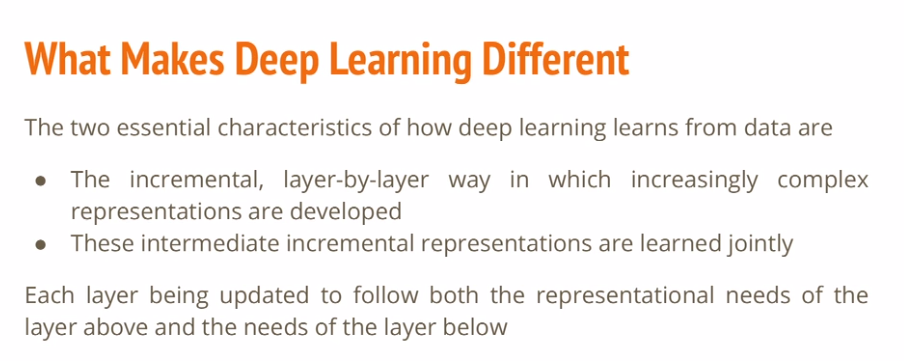 What Makes Deep Learning Different
The two essential characteristics of how deep learning learns from data are
● The incremental, layer-by-layer way in which increasingly complex
representations are developed
● These intermediate incremental representations are learned jointly
Each layer being updated to follow both the representational needs of the
layer above and the needs of the layer below